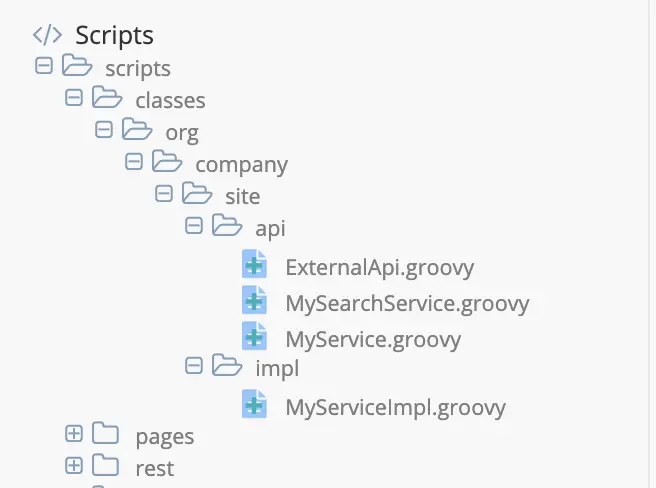 Scripts
scripts
classes
org
company
site
api
ExternalApi.groovy
MySearchService.groovy
MyService.groovy
impl
MyServiceImpl.groovy
pages
rest